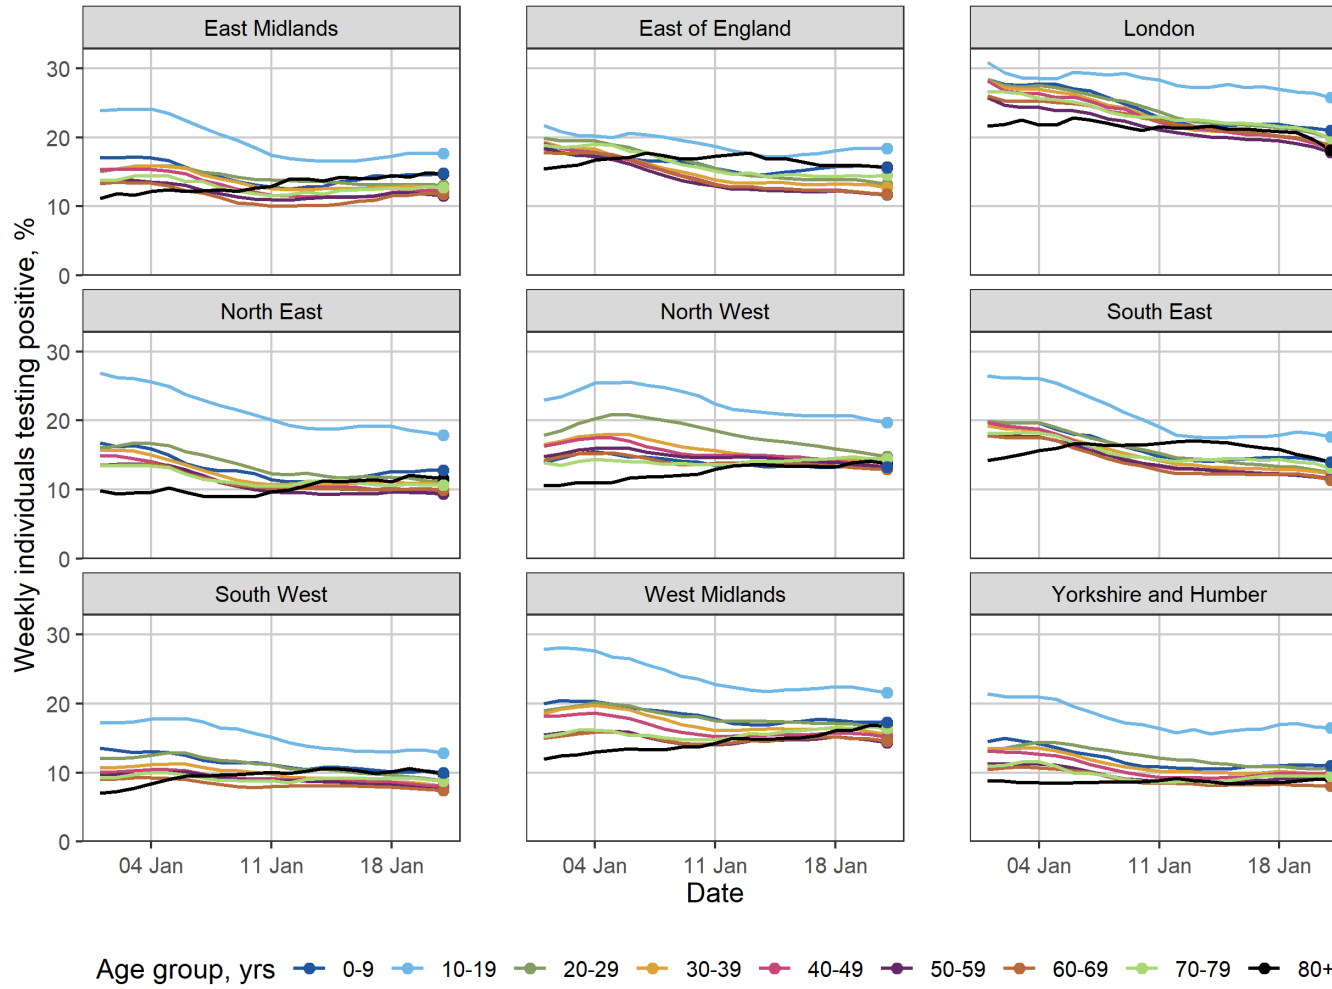 East Midlands East of England London
30
20
10
0
North East North West South East
30
20
10
0
South West West Midlands Yorkshire and Humber
30
20
10
0
04 Jan 11 Jan 18 Jan 04 Jan 11 Jan 18 Jan 04 Jan 11 Jan 18 Jan
Weekly individuals testing positive, %
Date
Age group, yrs 0-9 10-19 20-29 30-39 40-49 50-59 60-69 70-79 80+